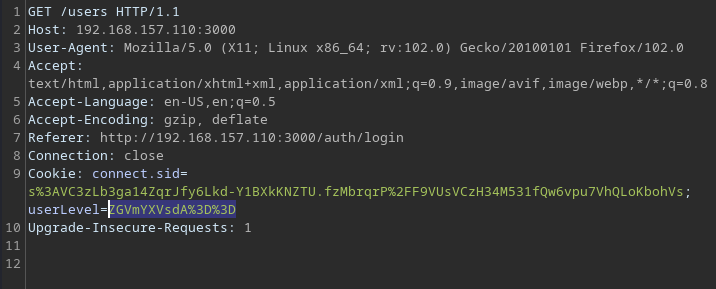 1 GET /users HTTP/1.1
2 Host: 192.168.157.110:3000
3 User-Agent: Mozilla/5.0 (X11; Linux x86_64; rv:102.0) Gecko/20100101 Firefox/102.0
4 Accept:
text/html,application/xhtml+xml,application/xml;q=0.9,image/avif,image/webp,*/*;q=0.8
5 Accept-Language: en-US,en;q=0.5
6 Accept-Encoding: gzip, deflate
7 Referer: http://192.168.157.110:3000/auth/login
8 Connection: close
9 Cookie: connect.sid=
s%3AVC3zLb3ga14ZqrJfy6Lkd-Y1BXkKNZTU.fzMbrqrP%2FF9VUsVCzH34M531fQw6vpu7VhQLoKbohVs;
userLevel=ZGVmYXVsdA%3D%3D
10 Upgrade-Insecure-Requests: 1
11
12